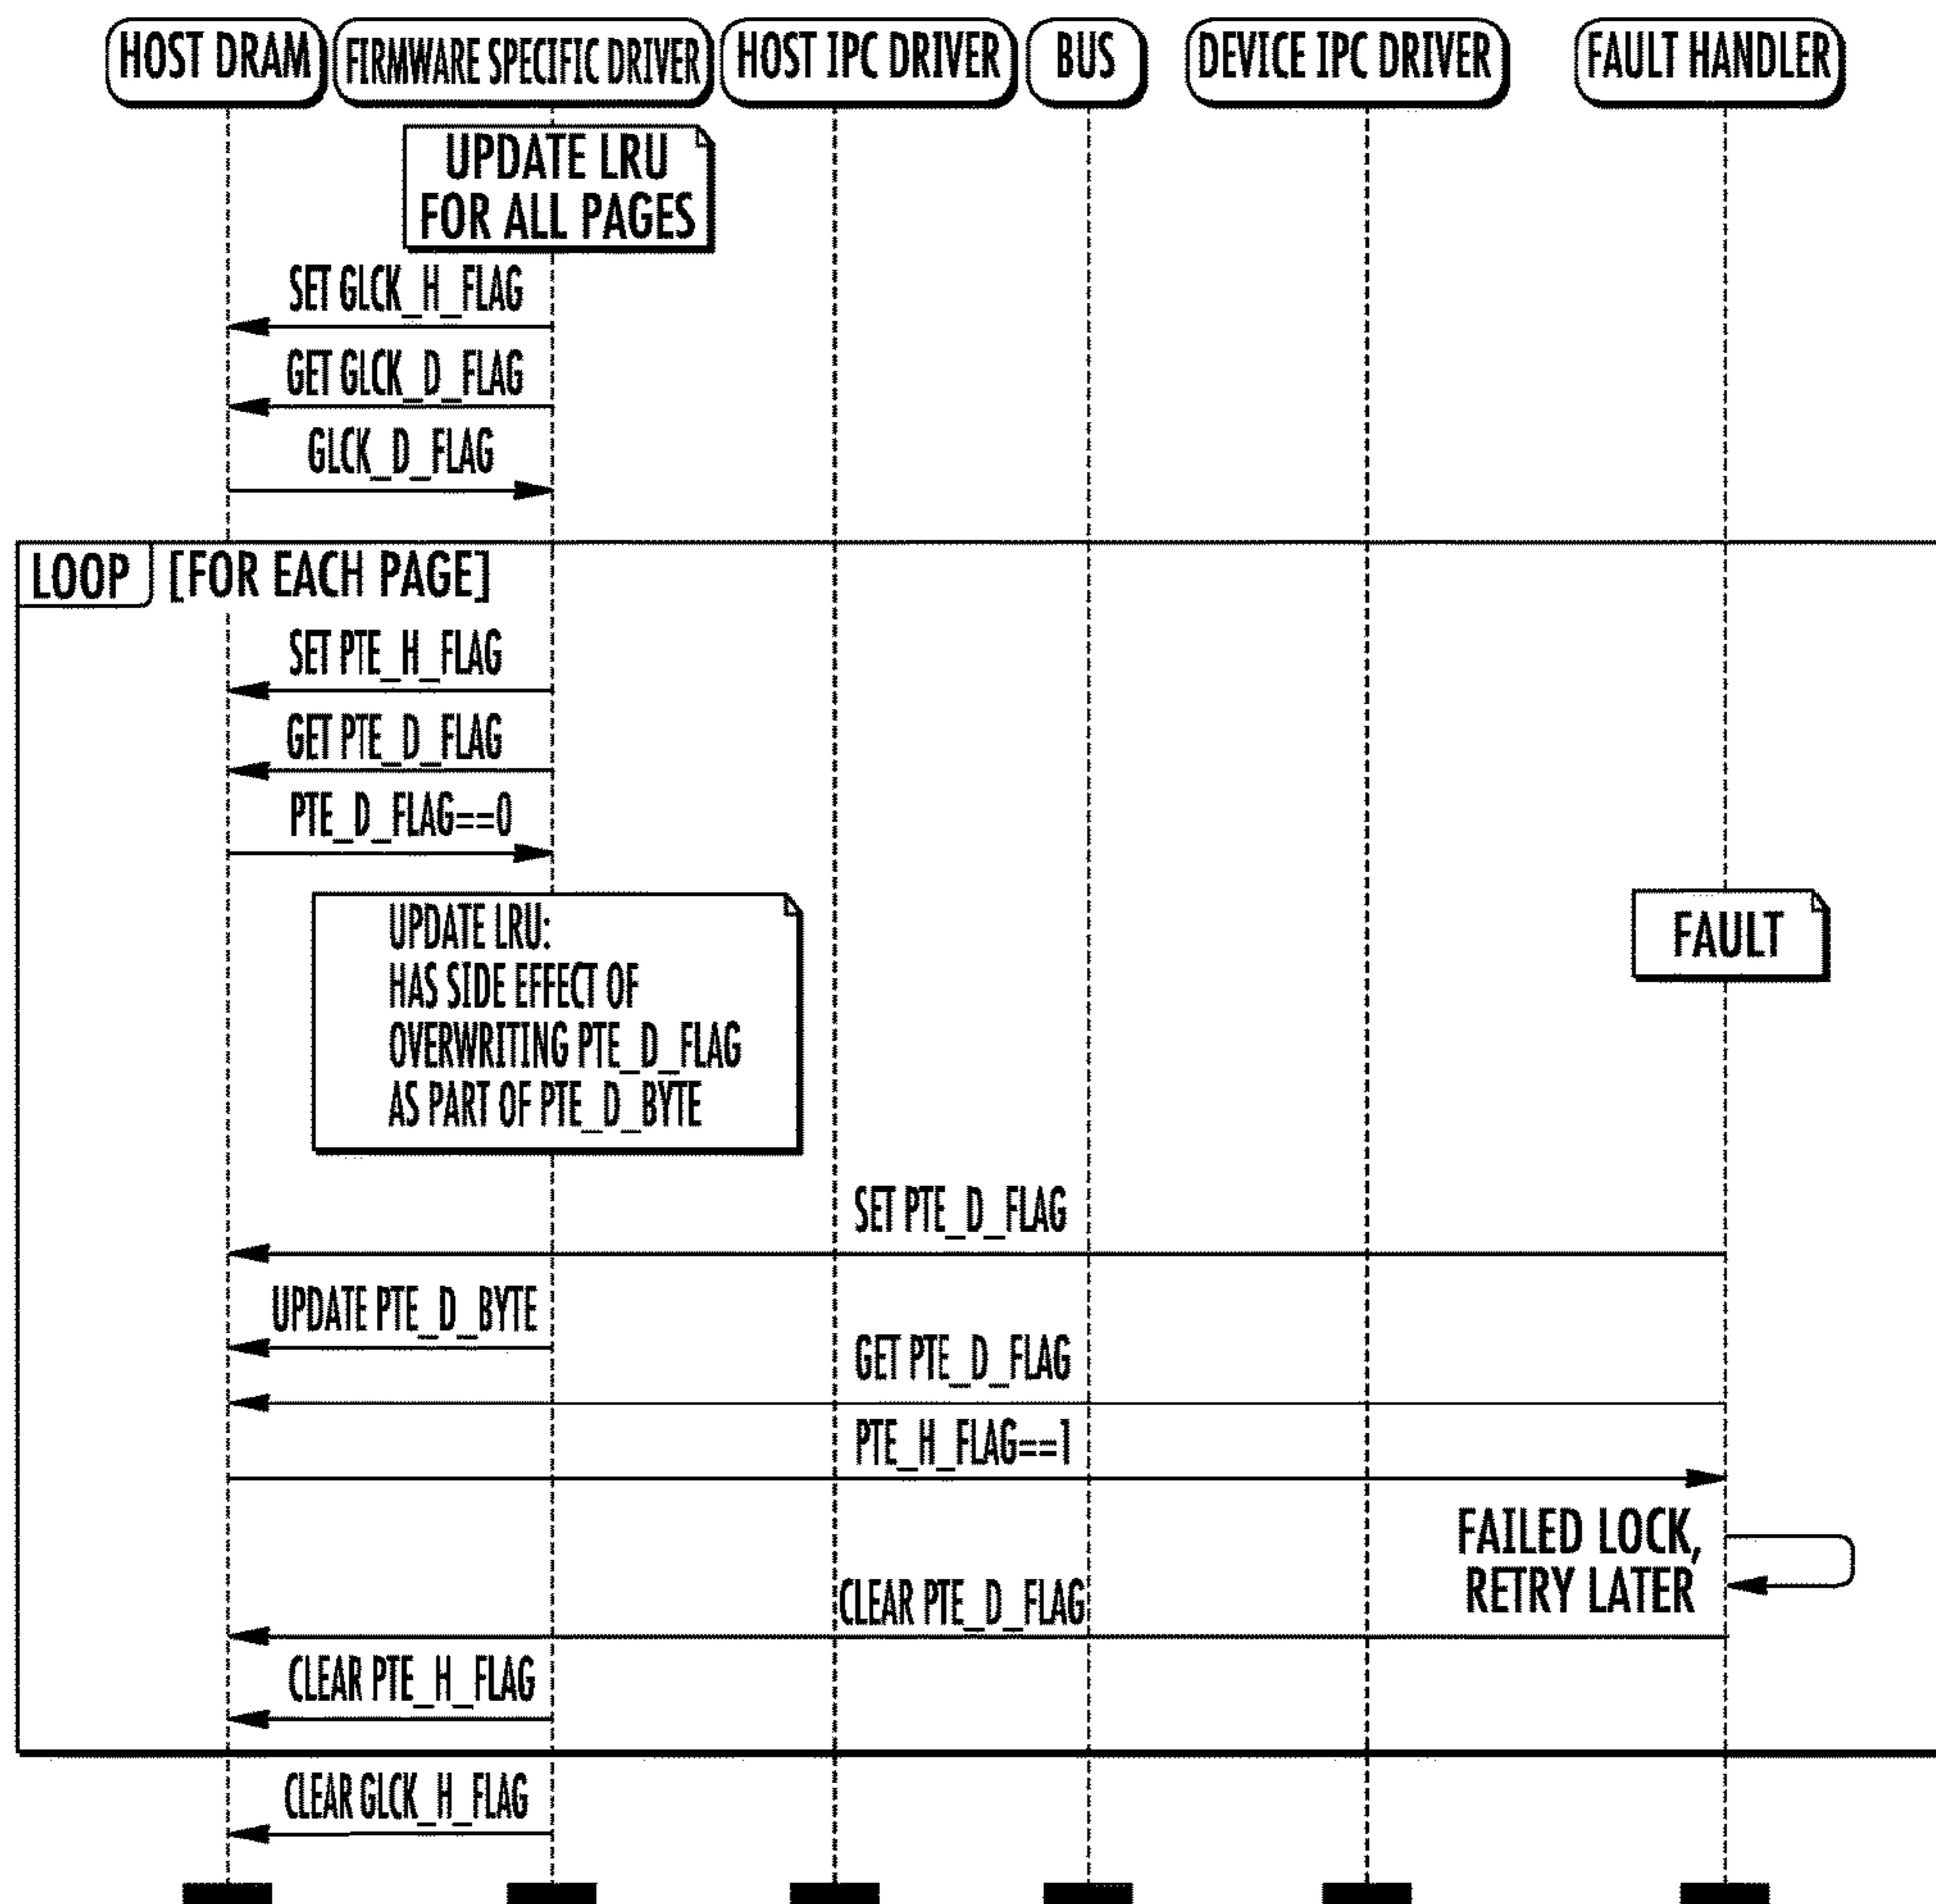 HOST DRAM
FIRMWARE SPECIFIC DRIVER
HOST IPC DRIVER
BUS
DEVICE IPC DRIVER
FAULT HANDLER
UPDATE LRU
FOR ALL PAGES
SET GLCK_H_FLAG
GET GLCK_D_FLAG
GLCK_D_FLAG
LOOP [FOR EACH PAGE]
SET PTE_H_FLAG
GET PTE_D_FLAG
PTE_D_FLAG==0
UPDATE LRU:
HAS SIDE EFFECT OF
OVERWRITING PTE_D_FLAG
AS PART OF PTE_D_BYTE
FAULT
SET PTE_D_FLAG
UPDATE PTE_D_BYTE
GET PTE_D_FLAG
PTE_H_FLAG==1
FAILED LOCK,
RETRY LATER
CLEAR PTE_D_FLAG
CLEAR PTE_H_FLAG
CLEAR GLCK_H_FLAG